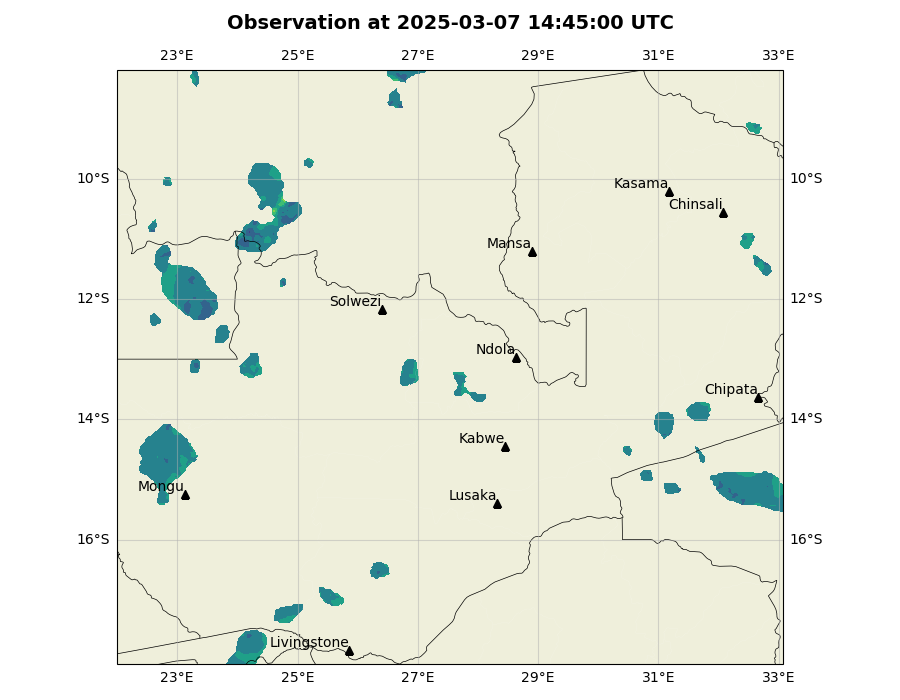 Observation at 2025-03-07 14:45:00 UTC
23°E 25°E 27°E 29°E 31°E 33°E
10°S 10°S
Kasama
Chinsali
Mansa
12°S 12°S
Solwezi
Ndola
Chipata
14°S 14°S
Kabwe
Mongu
Lusaka
16°S 16°S
Livingstone
23°E 25°E 27°E 29°E 31°E 33°E